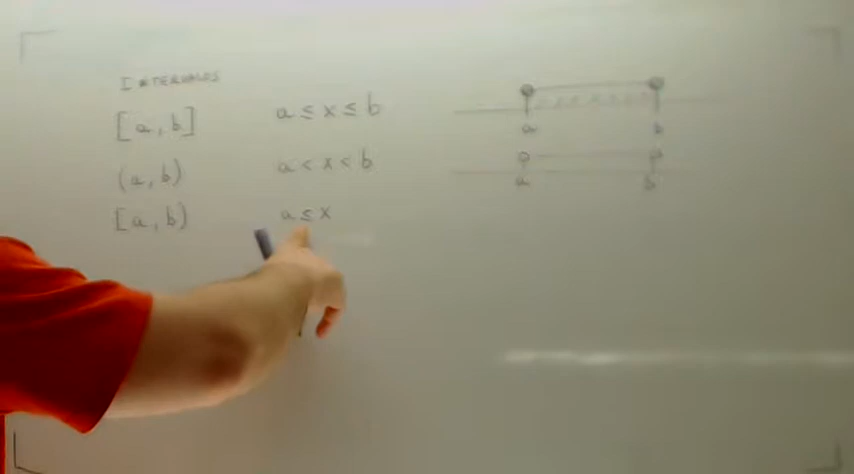 INTERVALOS
[a, b] a ≤ x ≤ b
a b
(a, b) a < x < b
a b
[a, b) a ≤ x